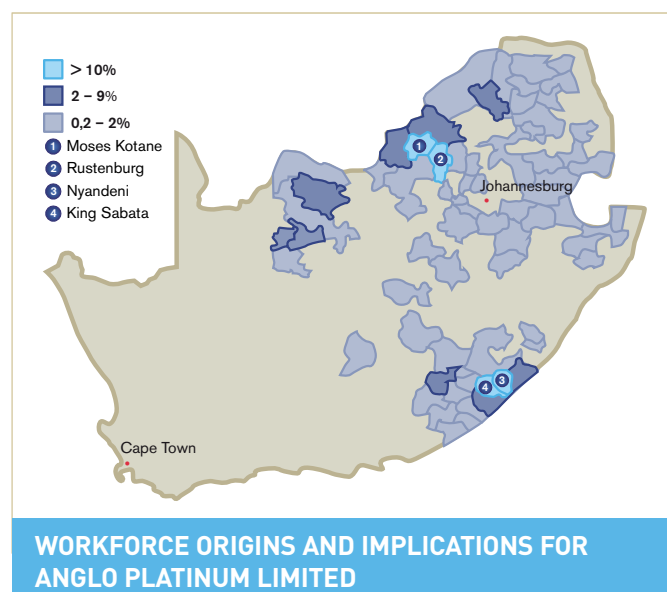 > 10%
2 – 9%
0,2 – 2%
1 Moses Kotane
2 Rustenburg
3 Nyandeni
4 King Sabata
1
2
Johannesburg
4
3
Cape Town
WORKFORCE ORIGINS AND IMPLICATIONS FOR
ANGLO PLATINUM LIMITED